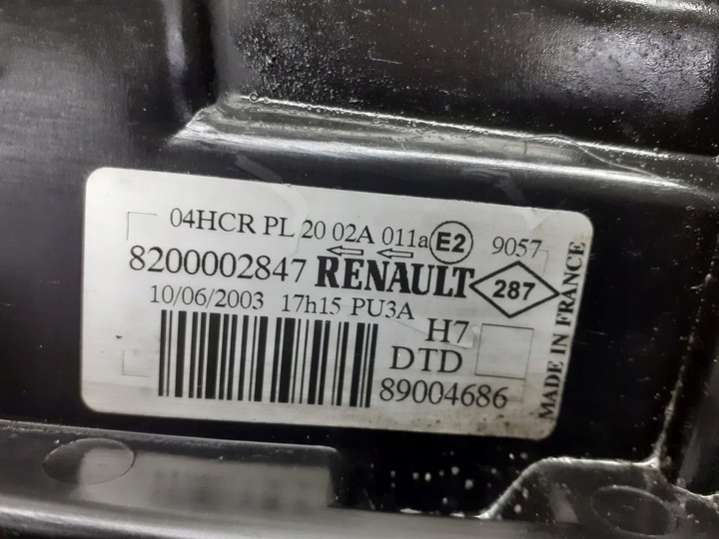 04HCR PL 20 02A 011a E2 9057
8200002847 RENAULT 287
10/06/2003 17h15 PU3A
H7
DTD
89004686
MADE IN FRANCE